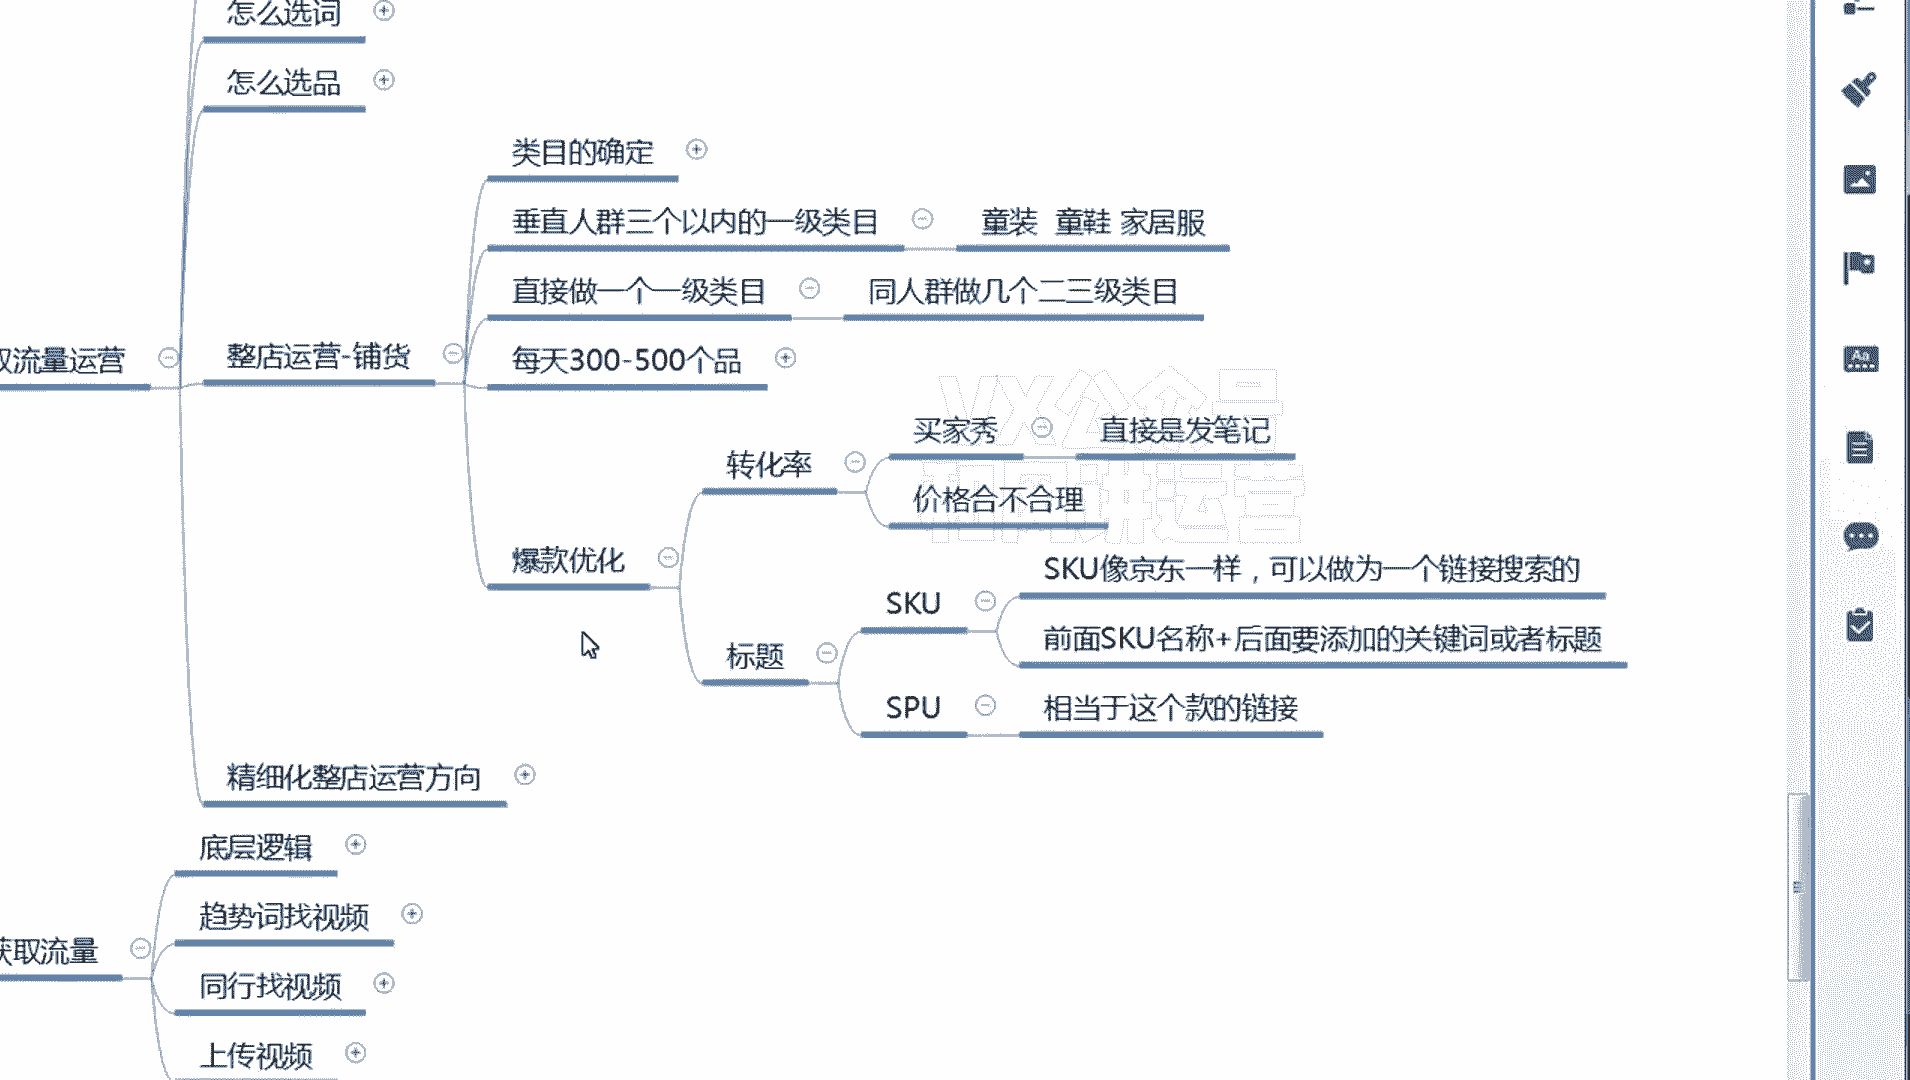 怎么选词
怎么选品
类目的确定
垂直人群三个以内的一级类目
童装 童鞋 家居服
直接做一个一级类目
同人群做几个二三级类目
取流量运营
整店运营-铺货
每天300-500个品
VX公众号
买家秀
直接是发笔记
转化率
价格合不合理
爆款优化
SKU像京东一样，可以做为一个链接搜索的
SKU
前面SKU名称+后面要添加的关键词或者标题
标题
SPU
相当于这个款的链接
精细化整店运营方向
底层逻辑
趋势词找视频
获取流量
同行找视频
上传视频